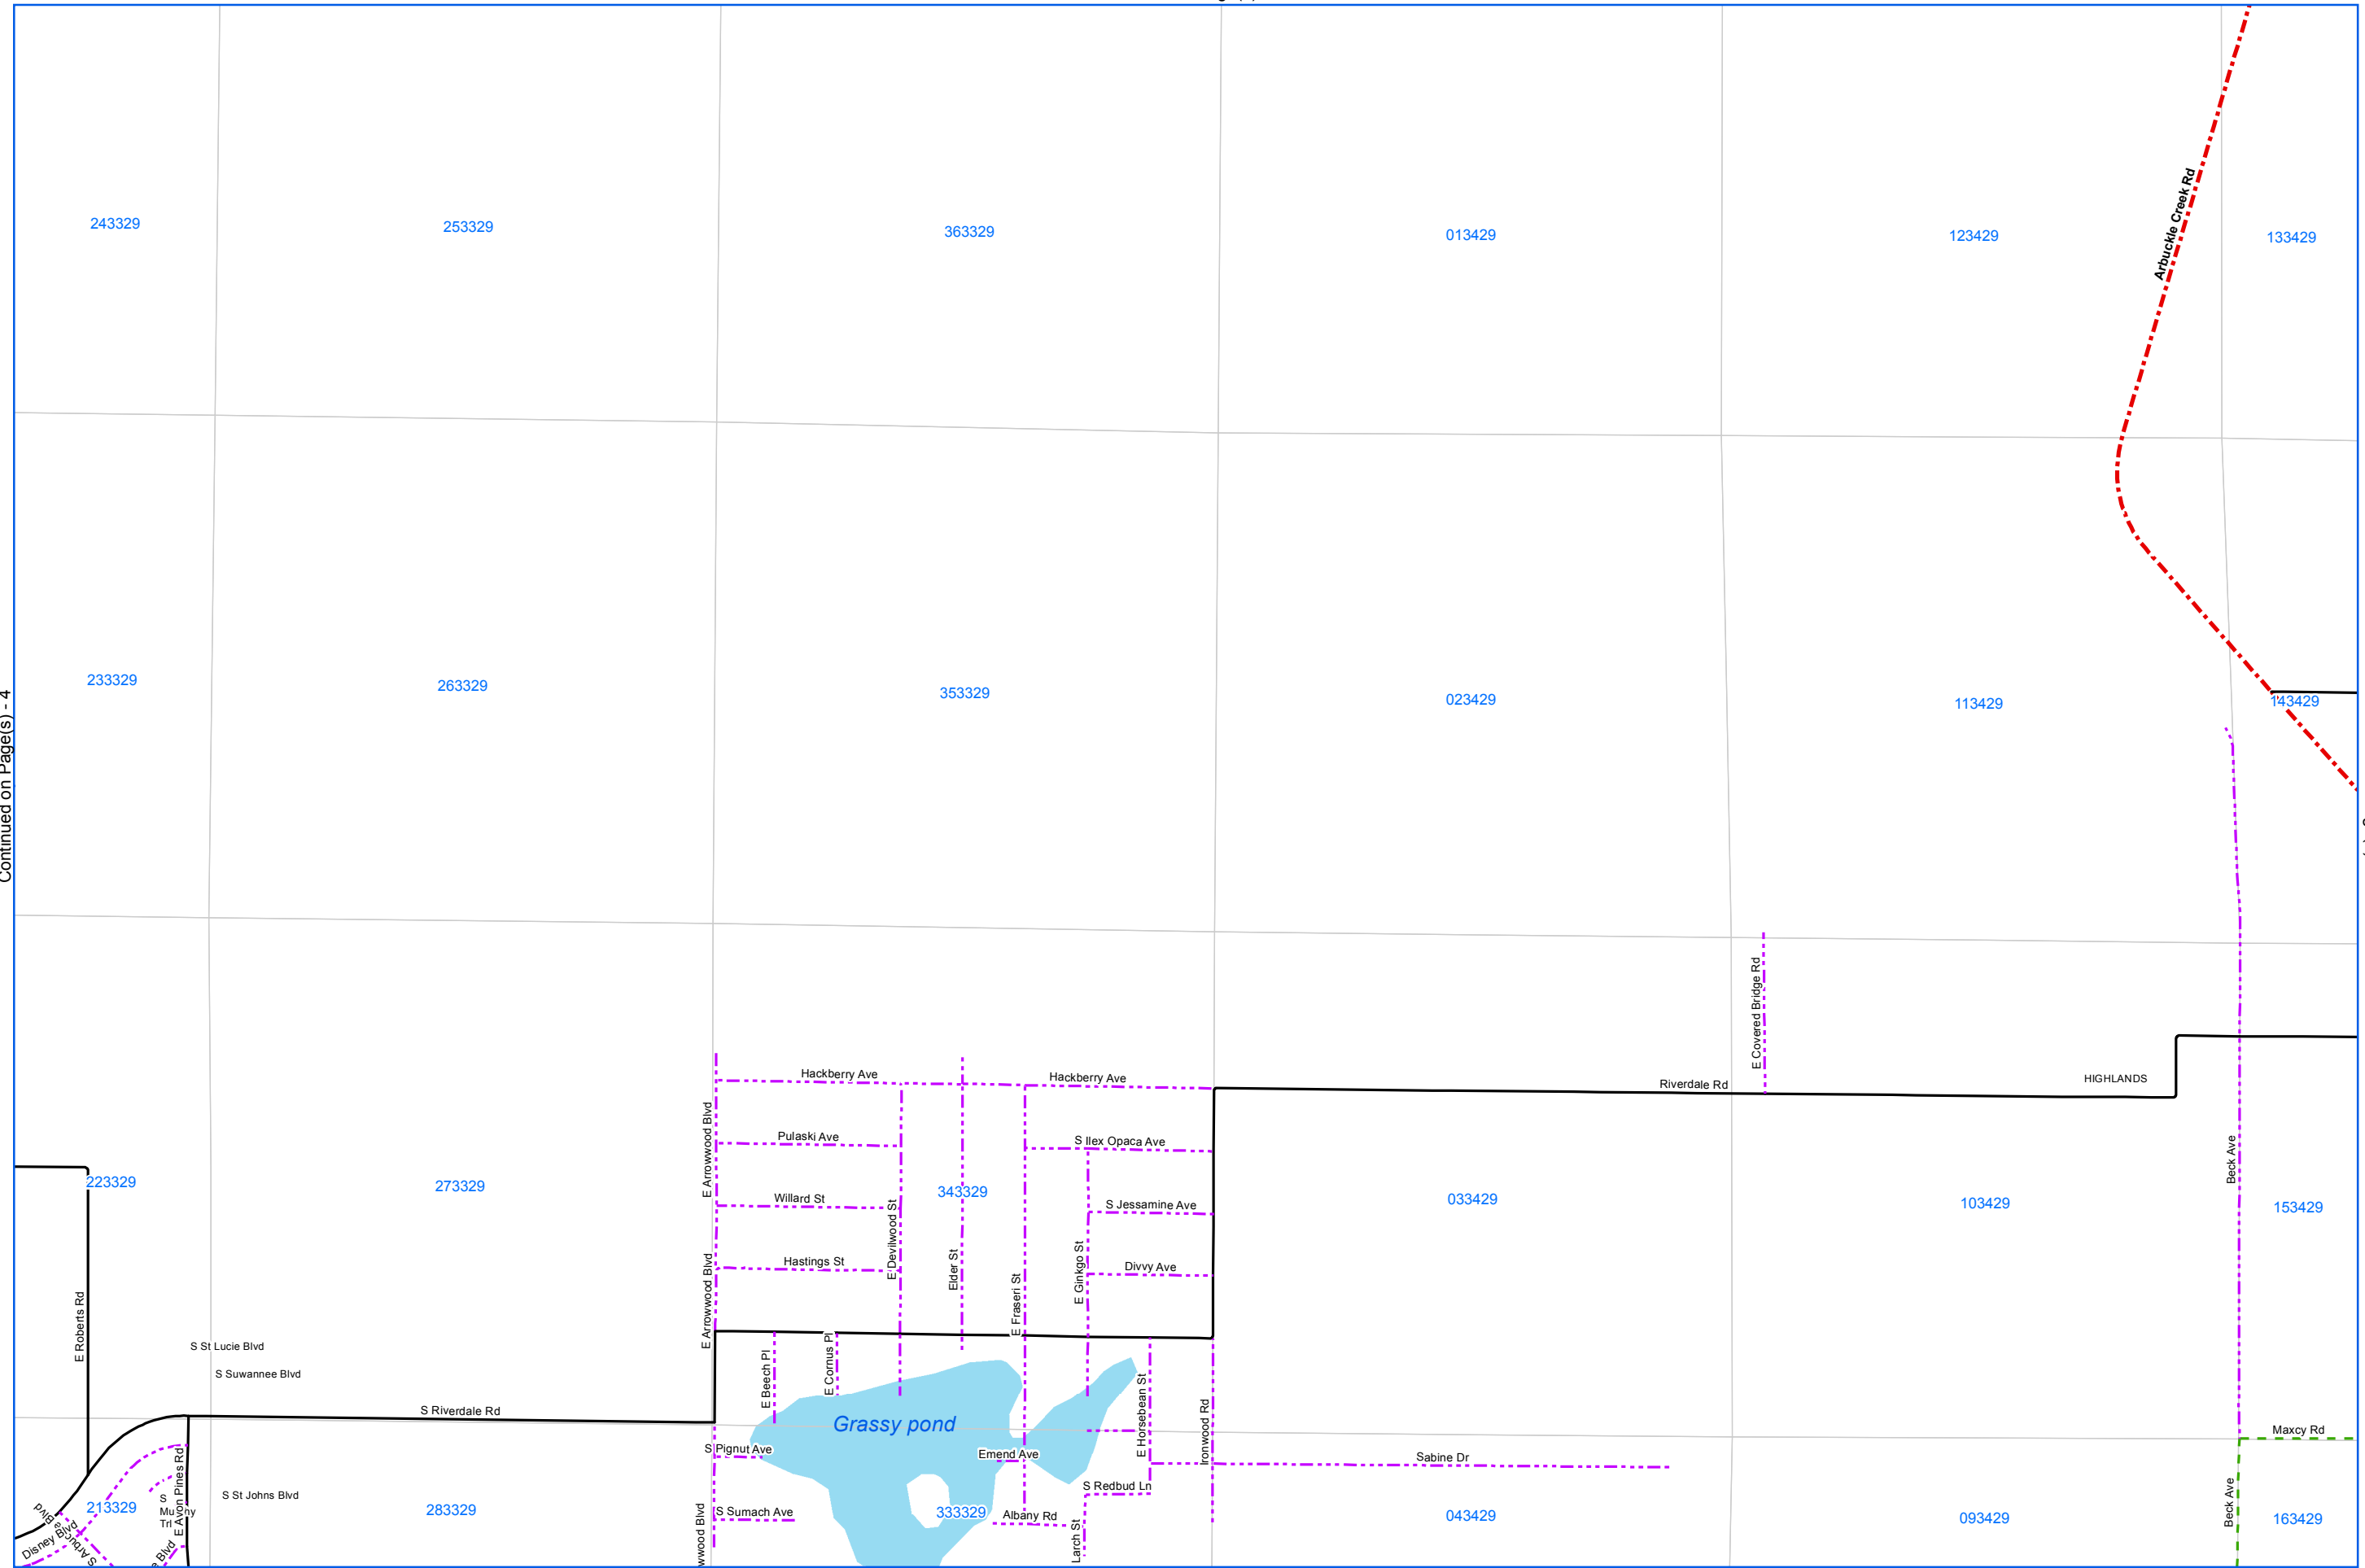 243329
253329
363329
013429
123429
133429
Arbuckle Creek Rd
233329
263329
353329
023429
113429
143429
Continued on Page(s) - 4
E Covered Bridge Rd
Hackberry Ave
Hackberry Ave
Riverdale Rd
HIGHLANDS
E Arrowwood Blvd
Pulaski Ave
S Ilex Opaca Ave
Beck Ave
223329
273329
Willard St
343329
S Jessamine Ave
033429
103429
153429
E Devilwood St
Elder St
E Fraseri St
E Ginkgo St
Hastings St
Divvy Ave
E Roberts Rd
E Arrowwood Blvd
S St Lucie Blvd
S Suwannee Blvd
E Beech Pl
E Cornus Pl
S Riverdale Rd
Grassy pond
E Horsebean St
Ironwood Rd
Maxcy Rd
S Pignut Ave
Emend Ave
Sabine Dr
E Avon Pines Rd
S St Johns Blvd
S Redbud Ln
213329
S
Trl
283329
S Sumach Ave
333329
Albany Rd
043429
093429
Beck Ave
163429
Disney Blvd
wwood Blvd
Larch St
e Blvd